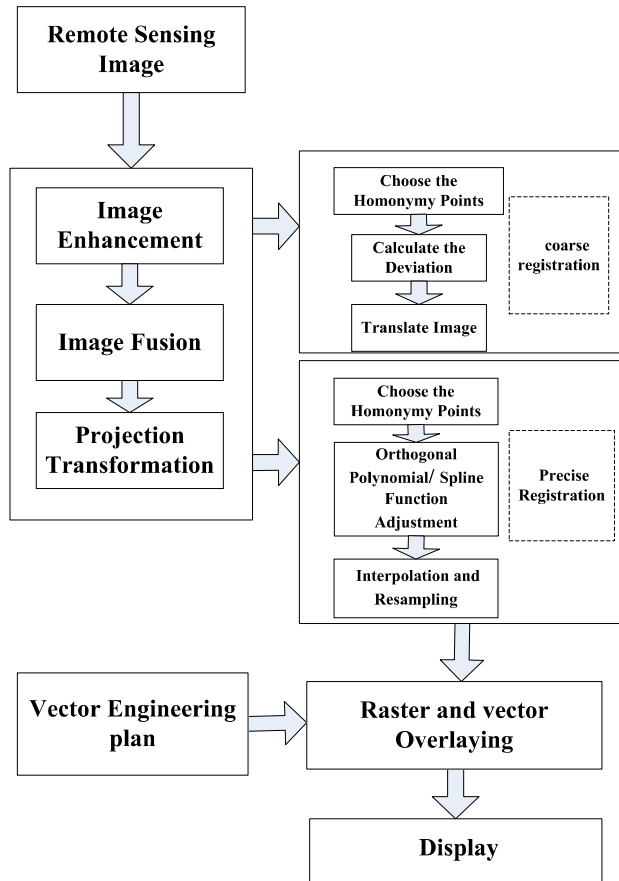 Remote Sensing
Image
Image
Enhancement
Image Fusion
Projection
Transformation
Choose the
Homonymy Points
Calculate the
Deviation
Translate Image
coarse
registration
Choose the
Homonymy Points
Orthogonal
Polynomial/ Spline
Function
Adjustment
Interpolation and
Resampling
Precise
Registration
Vector Engineering
plan
Raster and vector
Overlaying
Display